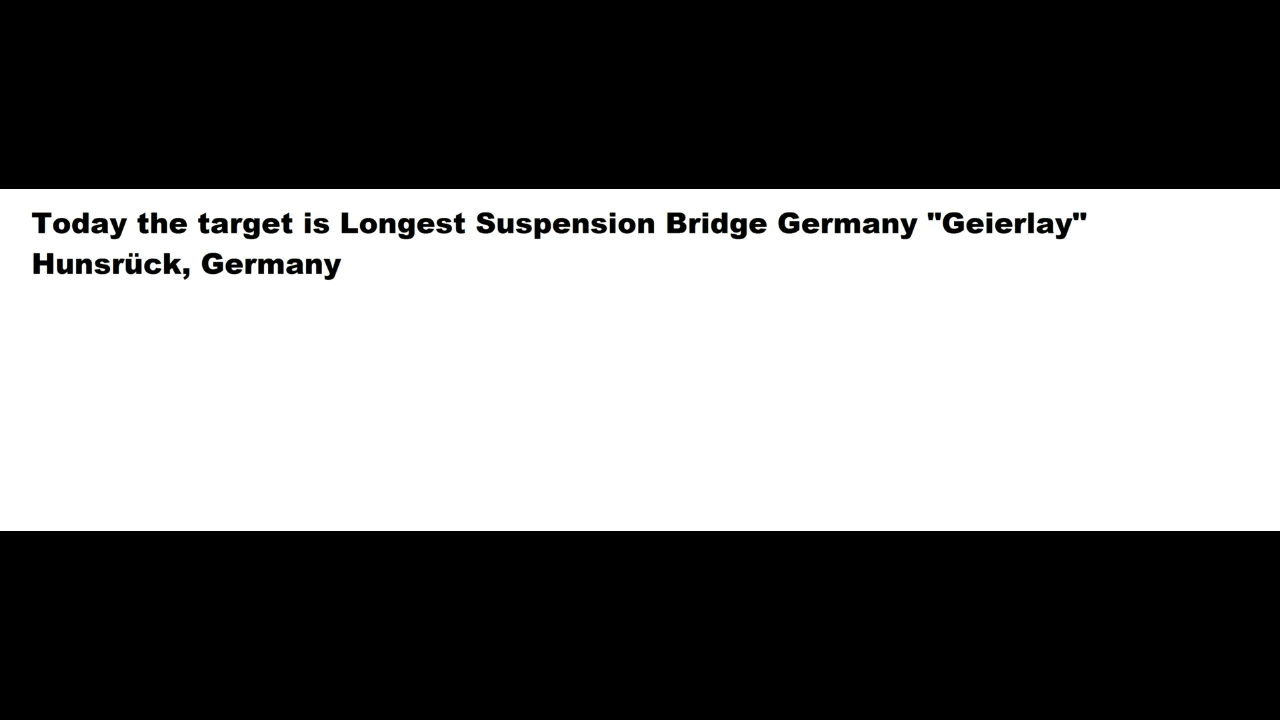 Today the target is Longest Suspension Bridge Germany "Geierlay"
Hunsrück, Germany